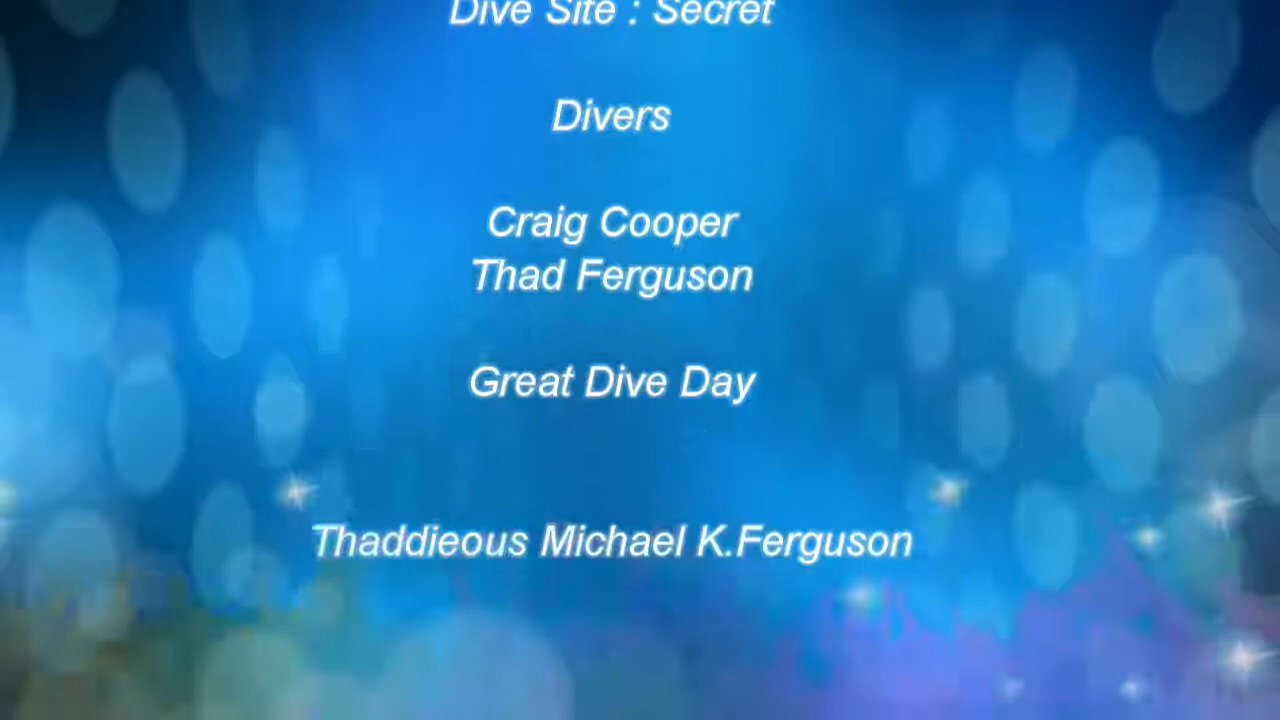 Dive Site : Secret
Divers
Craig Cooper
Thad Ferguson
Great Dive Day
Thaddieous Michael K.Ferguson